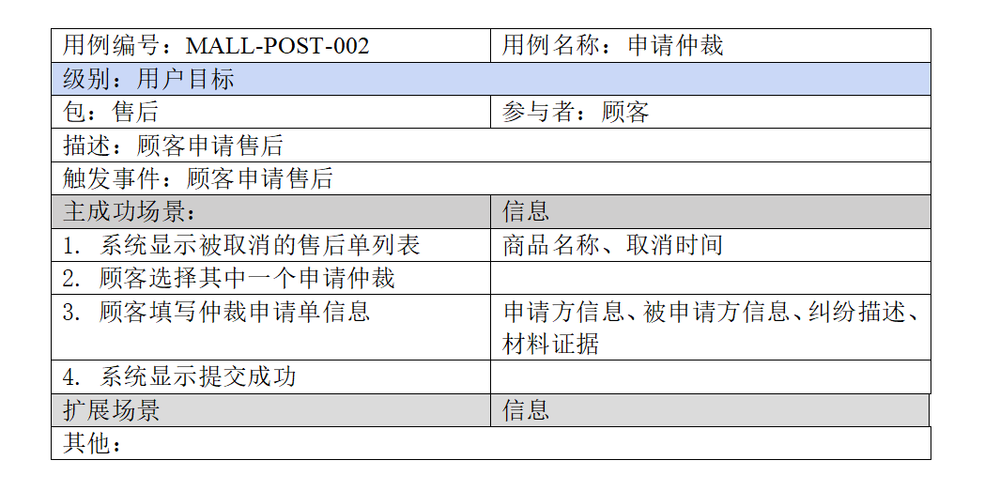 用例编号：MALL-POST-002 用例名称：申请仲裁
级别：用户目标
包：售后 参与者：顾客
描述：顾客申请售后
触发事件：顾客申请售后
主成功场景： 信息
1. 系统显示被取消的售后单列表 商品名称、取消时间
2. 顾客选择其中一个申请仲裁
3. 顾客填写仲裁申请单信息 申请方信息、被申请方信息、纠纷描述、
材料证据
4. 系统显示提交成功
扩展场景 信息
其他：